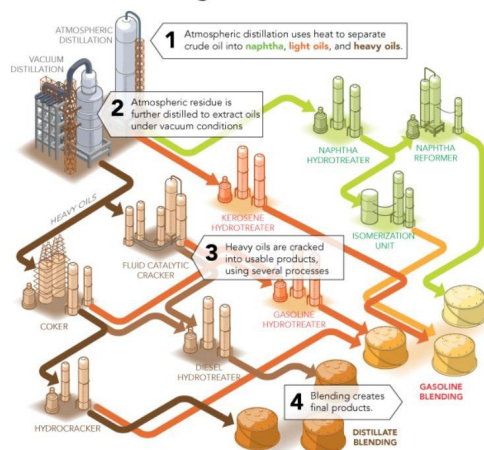 ATMOSPHERIC
DISTILLATION
VACUUM
DISTILLATION
1 Atmospheric distillation uses heat to separate
crude oil into naphtha, light oils, and heavy oils.
2 Atmospheric residue is
further distilled to extract oils
under vacuum conditions
NAPHTHA
HYDROTREATER
NAPHTHA
REFORMER
HEAVY OILS
KEROSENE
HYDROTREATER
ISOMERIZATION
UNIT
FLUID CATALYTIC
CRACKER
3 Heavy oils are cracked
into usable products,
using several processes
COKER
GASOLINE
HYDROTREATER
DIESEL
HYDROTREATER
GASOLINE
BLENDING
4 Blending creates
final products.
HYDROCRACKER
DISTILLATE
BLENDING